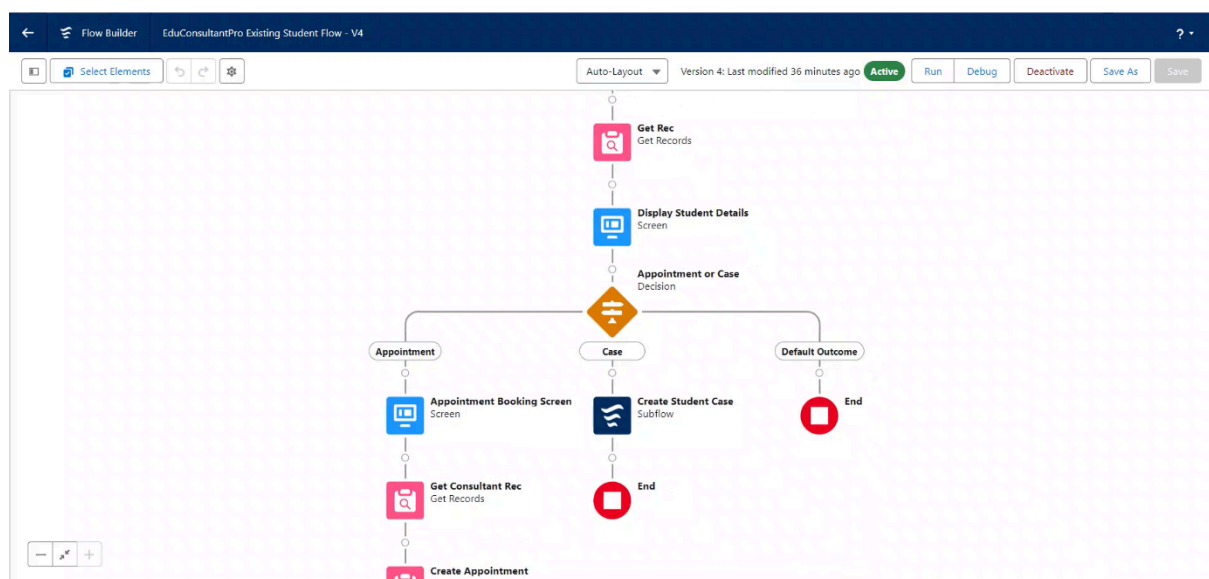 Flow Builder
EduConsultantPro Existing Student Flow - V4
?
Select Elements
Auto-Layout
Version 4: Last modified 36 minutes ago
Active
Run
Debug
Deactivate
Save As
Save
Get Rec
Get Records
Display Student Details
Screen
Appointment or Case
Decision
Appointment
Case
Default Outcome
Appointment Booking Screen
Screen
Create Student Case
Subflow
End
Get Consultant Rec
Get Records
End
Create Appointment